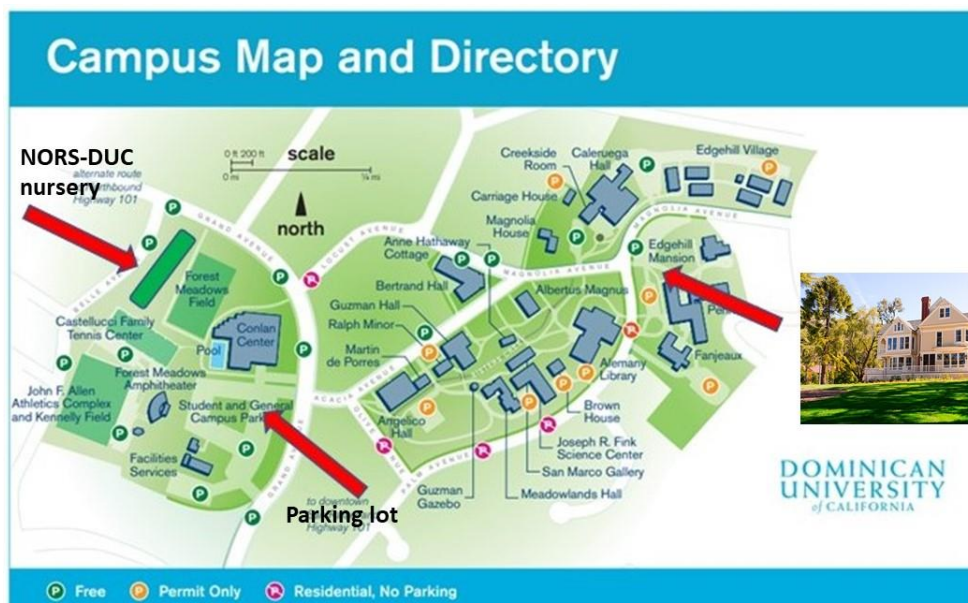 Campus Map and Directory
NORS-DUC
nursery
alternate route
Highway 101
0 ft 200 ft
scale
0 mi
¼ mi
north
Creekside
Room
Caleruega
Hall
Edgehill Village
Carriage House
Magnolia
House
MAGNOLIA AVENUE
GRAND AVENUE
LOCUST AVENUE
Anne Hathaway
Cottage
Edgehill
Mansion
MAGNOLIA AVENUE
Forest
Meadows
Field
Bertrand Hall
Albertus Magnus
Guzman Hall
Ralph Minor
Castellucci Family
Tennis Center
Conlan
Center
Pool
Martin
de Porres
Fanjeaux
Forest Meadows
Amphitheater
Alemany
Library
John F. Allen
Athletics Complex
and Kennelly Field
ACACIA AVENUE
Student and General
Angelico
Hall
Brown
House
Joseph R. Fink
Science Center
Facilities
Services
GRAND AVENUE
PALM AVENUE
San Marco Gallery
Guzman
Gazebo
Meadowlands Hall
to downtown
Highway 101
Parking lot
DOMINICAN
UNIVERSITY
of CALIFORNIA
P Free
P Permit Only
Residential, No Parking